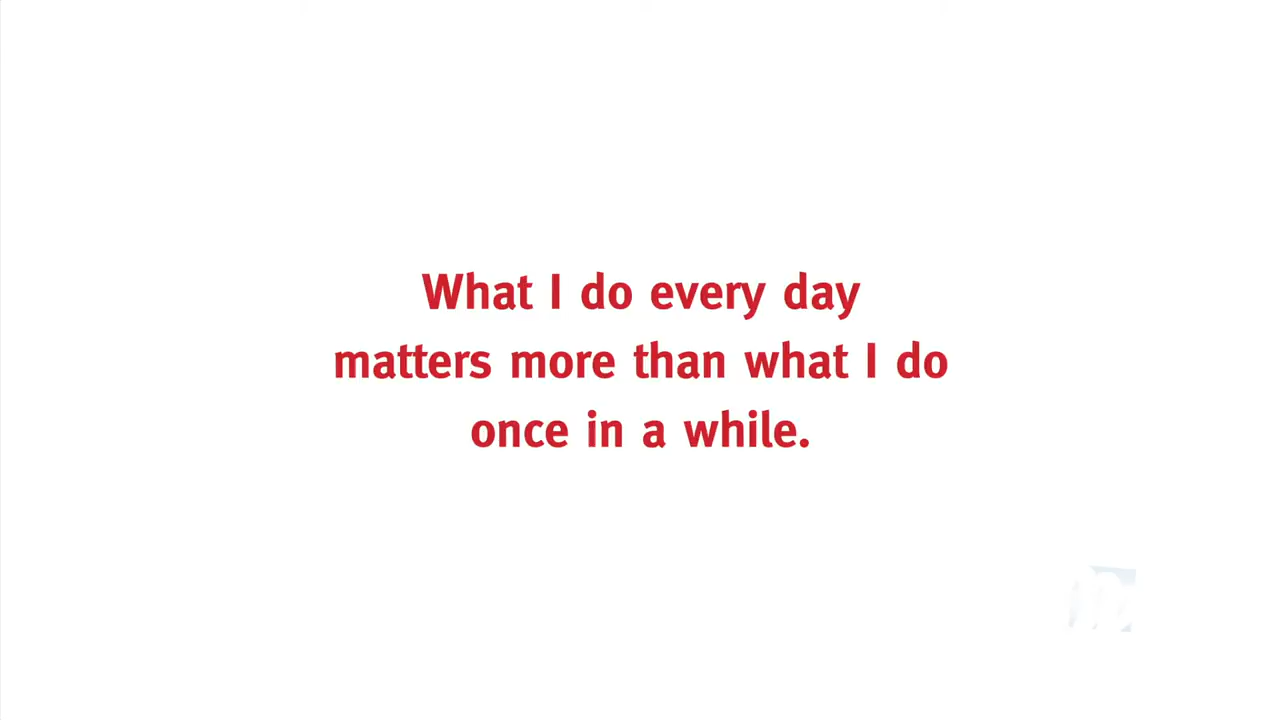 What I do every day
matters more than what I do
once in a while.